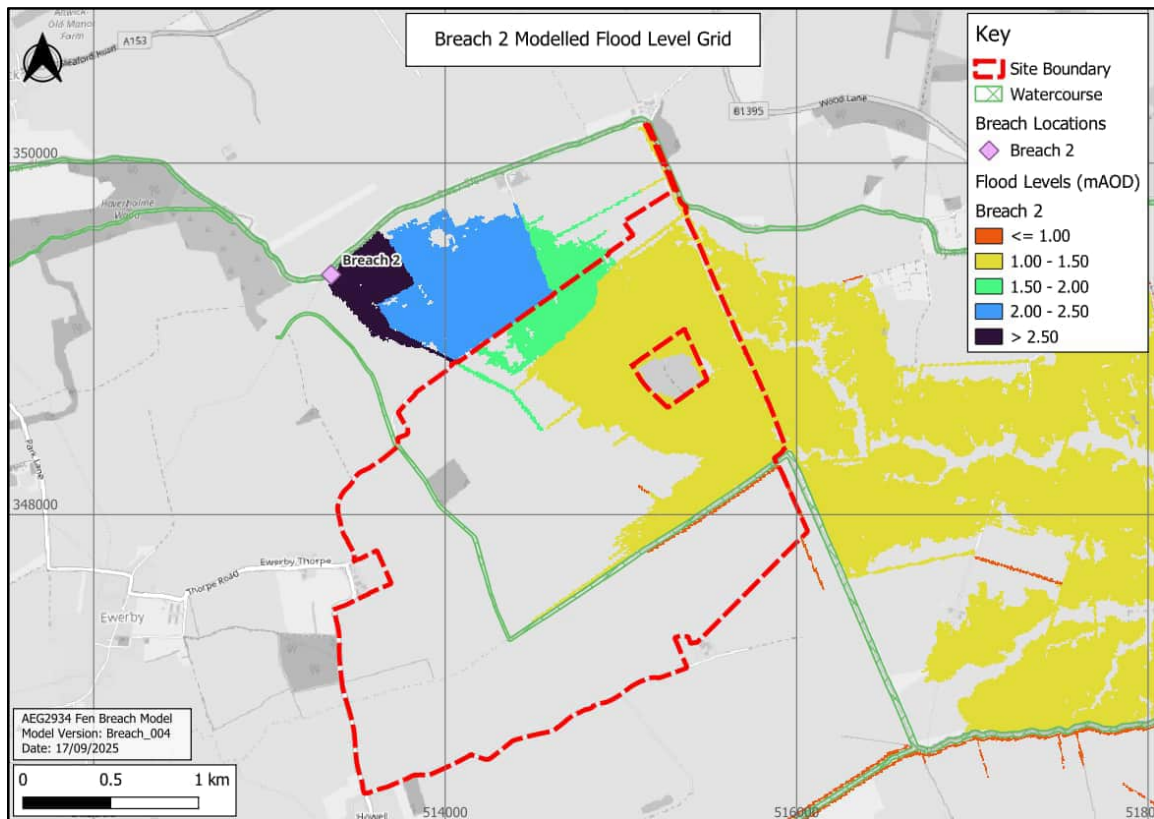 Old Manor
Farm
A153
Breach 2 Modelled Flood Level Grid
Key
Site Boundary
Watercourse
Breach Locations
Breach 2
Flood Levels (mAOD)
Breach 2
<= 1.00
1.00 - 1.50
1.50 - 2.00
2.00 - 2.50
> 2.50
B1395
Wood Lane
350000
Haverholme
Wood
Breach 2
Park Lane
348000
Ewerby Thorpe
Thorpe Road
Ewerby
AEG2934 Fen Breach Model
Model Version: Breach_004
Date: 17/09/2025
0 0.5 1 km
Howell
514000
516000
5180